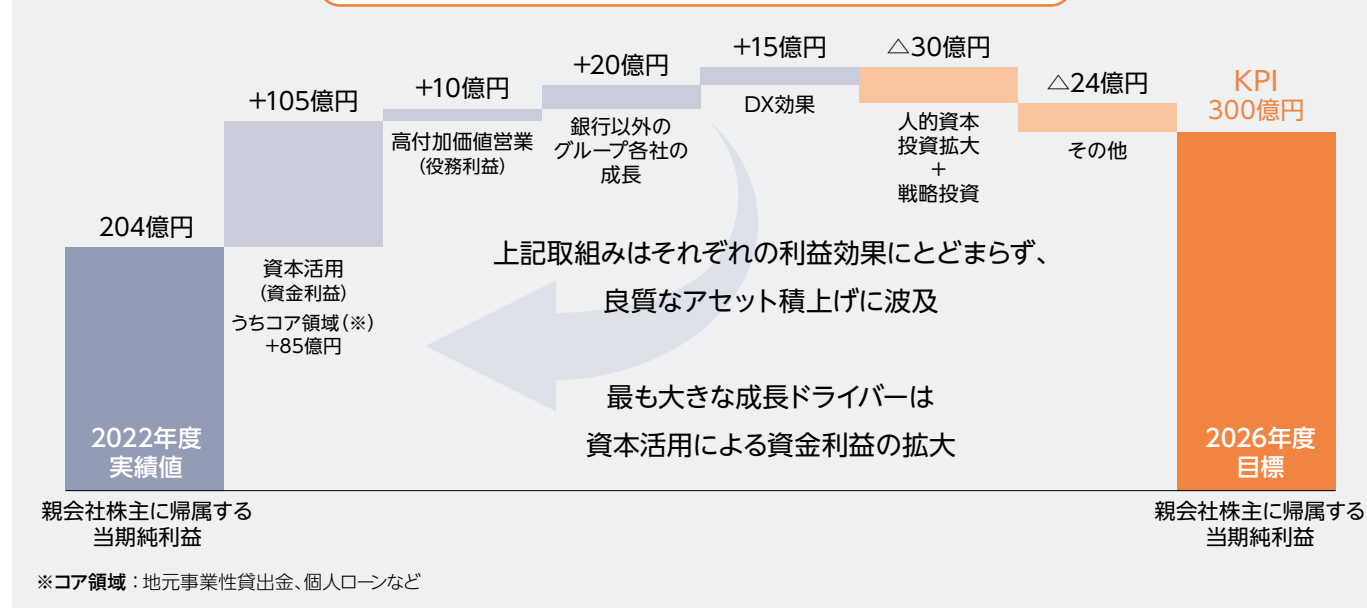 204億円
2022年度
実績値
親会社株主に帰属する
当期純利益
+105億円
資本活用
(資金利益)
うちコア領域(※)
+85億円
+10億円
高付加価値営業
(役務利益)
+20億円
銀行以外の
グループ各社の
成長
+15億円
DX効果
△30億円
人的資本
投資拡大
+
戦略投資
△24億円
その他
KPI
300億円
2026年度
目標
親会社株主に帰属する
当期純利益
上記取組みはそれぞれの利益効果にとどまらず、
良質なアセット積上げに波及
最も大きな成長ドライバーは
資本活用による資金利益の拡大
※コア領域：地元事業性貸出金、個人ローンなど